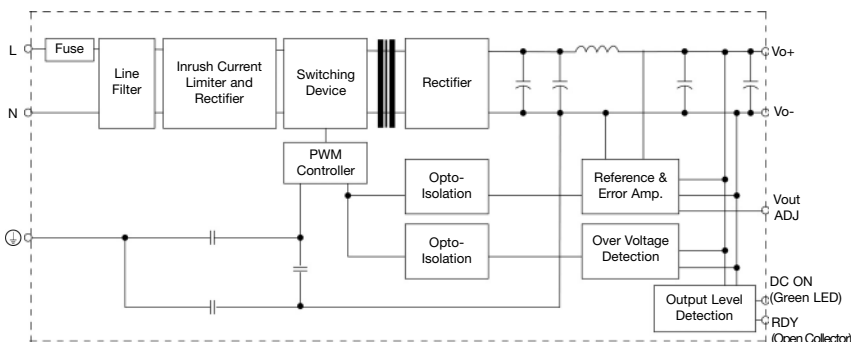 L
Fuse
Line
Filter
Inrush Current
Limiter and
Rectifier
Switching
Device
Rectifier
Vo+
N
Vo-
PWM
Controller
Opto-
Isolation
Reference &
Error Amp.
Vout
ADJ
Opto-
Isolation
Over Voltage
Detection
Output Level
Detection
DC ON
(Green LED)
RDY
(Open Collector)